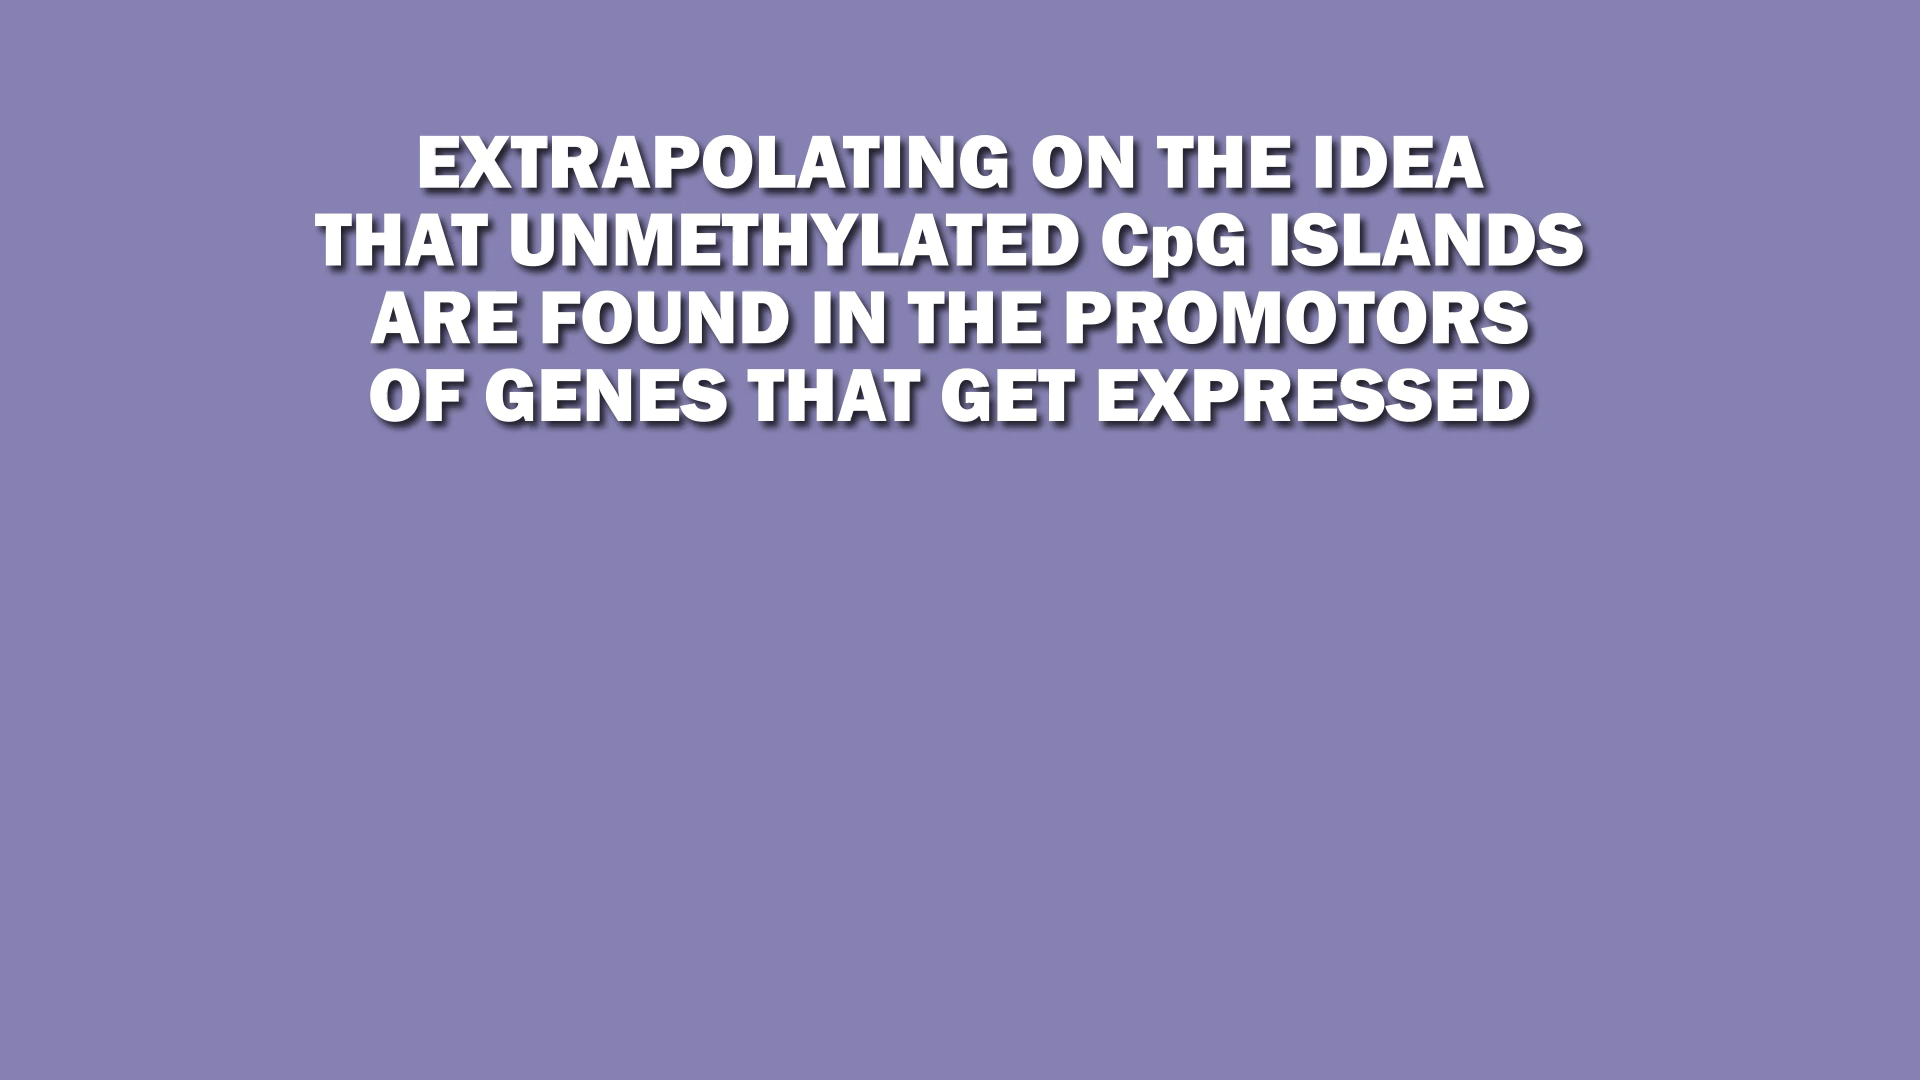 EXTRAPOLATING ON THE IDEA
THAT UNMETHYLATED CpG ISLANDS
ARE FOUND IN THE PROMOTORS
OF GENES THAT GET EXPRESSED